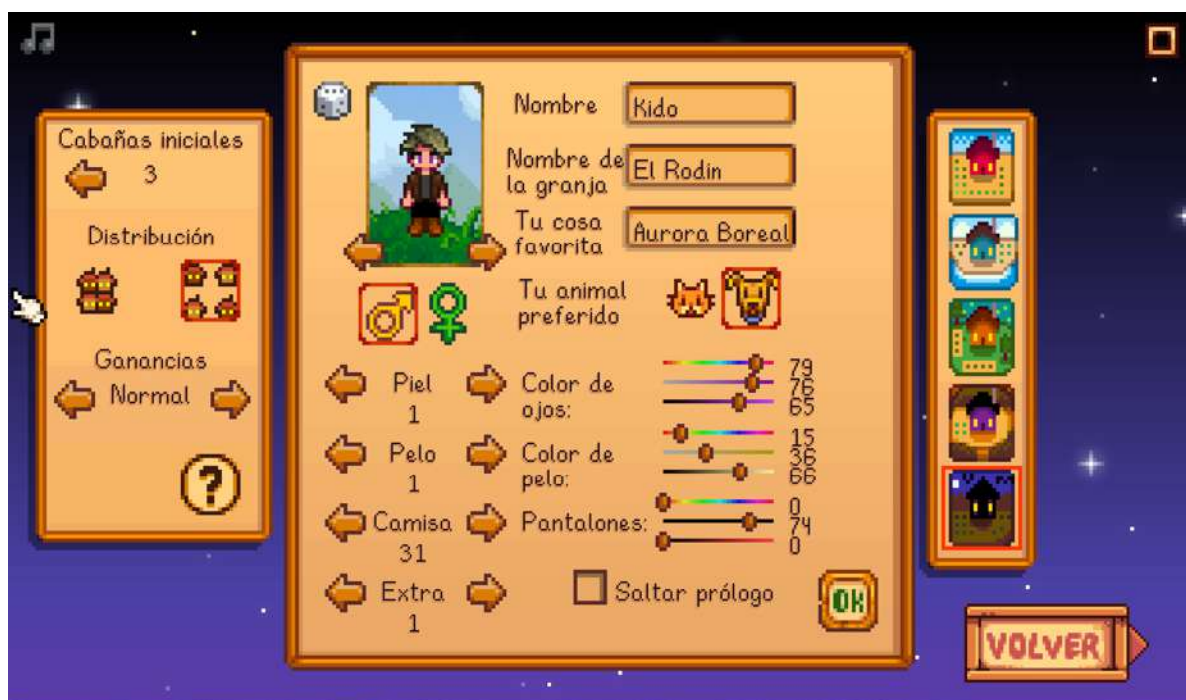 Cabañas iniciales
3
Distribución
Ganancias
Normal
?
Nombre
Kido
Nombre de
la granja
El Rodin
Tu cosa
favorita
Aurora Boreal
Tu animal
preferido
Piel
1
Color de
ojos:
79
76
65
Pelo
1
Color de
pelo:
15
36
66
Camisa
31
Pantalones:
0
74
0
Extra
1
Saltar prólogo
OK
VOLVER